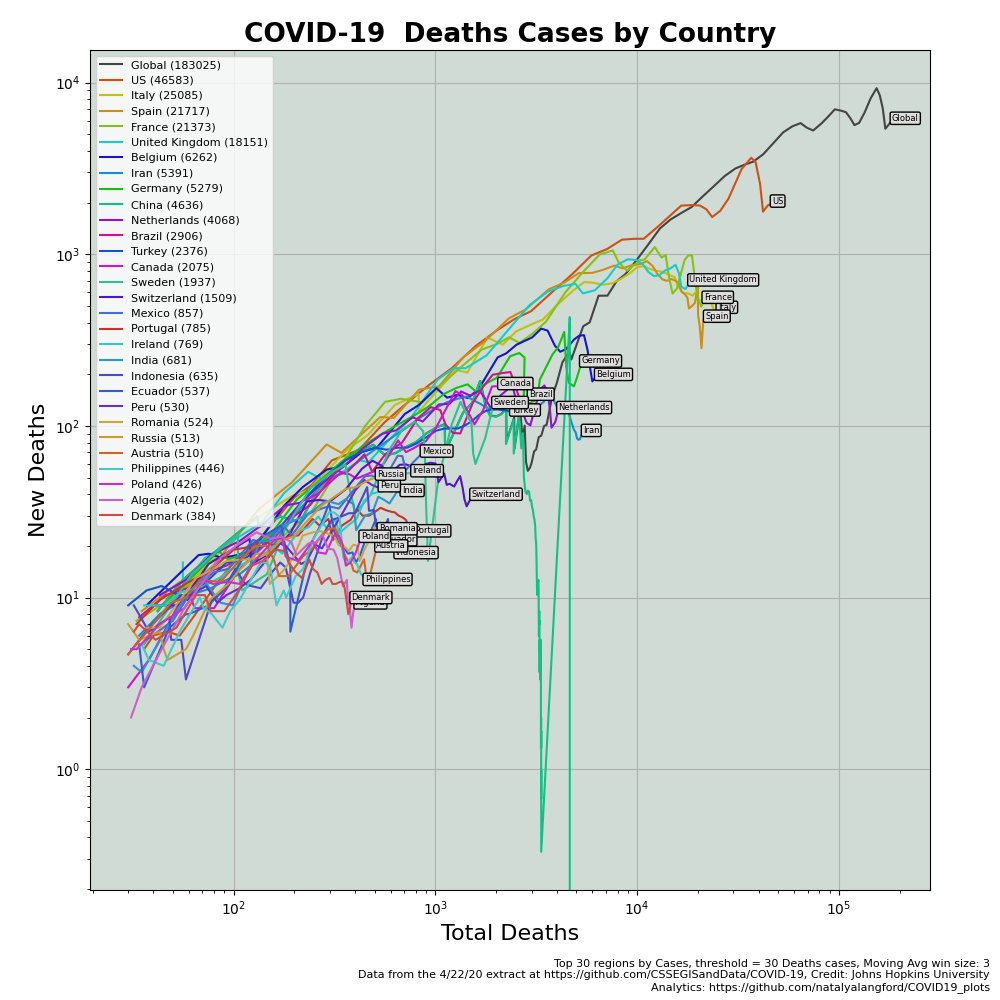 COVID-19  Deaths Cases by Country
Global (183025)
US (46583)
Italy (25085)
Spain (21717)
France (21373)
United Kingdom (18151)
Belgium (6262)
Iran (5391)
Germany (5279)
China (4636)
Netherlands (4068)
Brazil (2906)
Turkey (2376)
Canada (2075)
Sweden (1937)
Switzerland (1509)
Mexico (857)
Portugal (785)
Ireland (769)
India (681)
Indonesia (635)
Ecuador (537)
Peru (530)
Romania (524)
Russia (513)
Austria (510)
Philippines (446)
Poland (426)
Algeria (402)
Denmark (384)
10⁴
10³
10²
10¹
10⁰
New Deaths
Global
US
United Kingdom
France
Italy
Spain
Germany
Belgium
Canada
Brazil
Sweden
Turkey
Netherlands
Iran
Mexico
Ireland
Russia
Peru
India
Switzerland
Romania
Portugal
Poland
Ecuador
Austria
Indonesia
Philippines
Denmark
Algeria
10²
10³
10⁴
10⁵
Total Deaths
Top 30 regions by Cases, threshold = 30 Deaths cases, Moving Avg win size: 3
Data from the 4/22/20 extract at https://github.com/CSSEGISandData/COVID-19, Credit: Johns Hopkins University
Analytics: https://github.com/natalyalangford/COVID19_plots